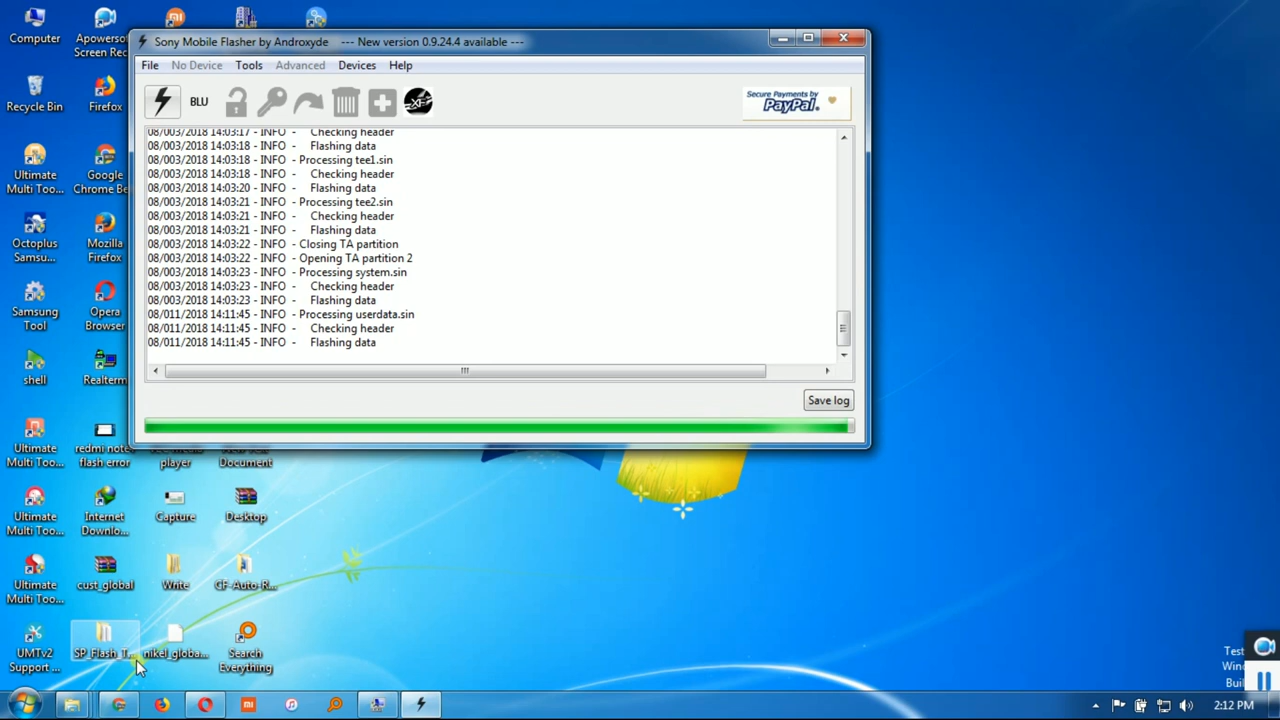 Computer
Apowersoft
Screen Rec
Recycle Bin
Firefox
Ultimate
Multi Too...
Google
Chrome Be
Octoplus
Samsu...
Mozilla
Firefox
Samsung
Tool
Opera
Browser
shell
Realterm
Ultimate
Multi Too...
redmi note
flash error
player
Document
Ultimate
Multi Too...
Internet
Downlo...
Capture
Desktop
Ultimate
Multi Too...
cust_global
Write
CF-Auto-R...
UMTv2
Support ...
SP_Flash_T...
nikel_globa...
Search
Everything
Sony Mobile Flasher by Androxyde --- New version 0.9.24.4 available ---
File No Device Tools Advanced Devices Help
BLU
XF
Secure Payments by
PayPal.
08/003/2018 14:03:17 - INFO - Checking header
08/003/2018 14:03:18 - INFO - Flashing data
08/003/2018 14:03:18 - INFO - Processing tee1.sin
08/003/2018 14:03:18 - INFO - Checking header
08/003/2018 14:03:20 - INFO - Flashing data
08/003/2018 14:03:21 - INFO - Processing tee2.sin
08/003/2018 14:03:21 - INFO - Checking header
08/003/2018 14:03:21 - INFO - Flashing data
08/003/2018 14:03:22 - INFO - Closing TA partition
08/003/2018 14:03:22 - INFO - Opening TA partition 2
08/003/2018 14:03:23 - INFO - Processing system.sin
08/003/2018 14:03:23 - INFO - Checking header
08/003/2018 14:03:23 - INFO - Flashing data
08/011/2018 14:11:45 - INFO - Processing userdata.sin
08/011/2018 14:11:45 - INFO - Checking header
08/011/2018 14:11:45 - INFO - Flashing data
Save log
Test
Wind
Buil
2:12 PM